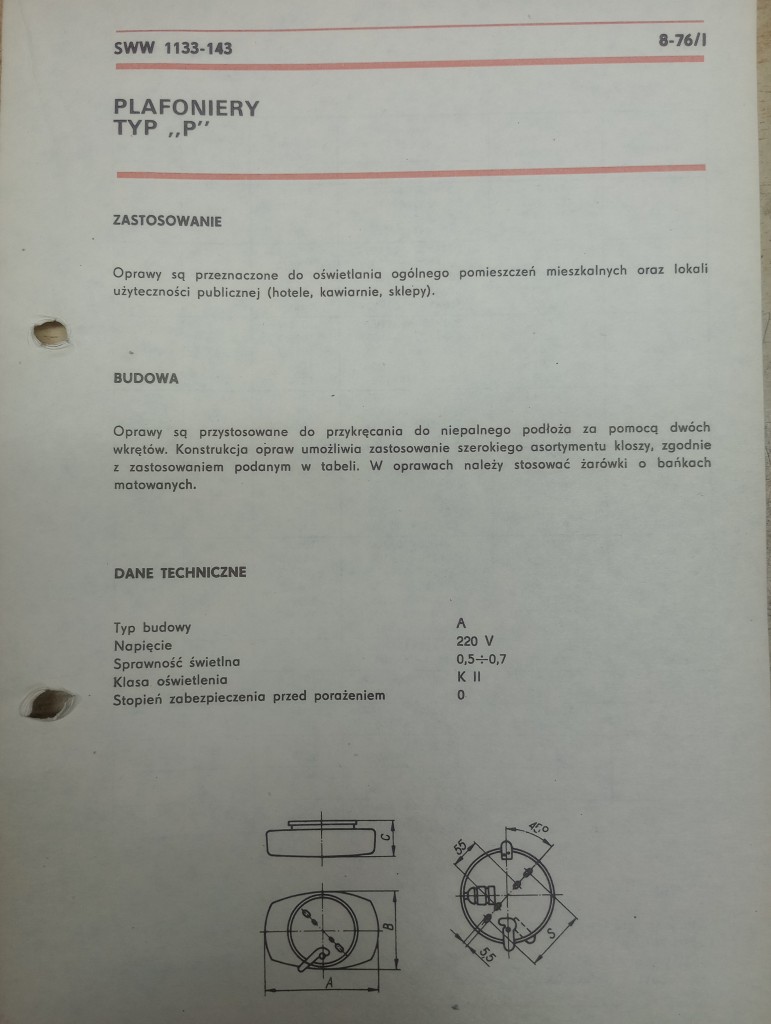 SWW 1133-143
8-76/I
PLAFONIERY
TYP „P”
ZASTOSOWANIE
Oprawy są przeznaczone do oświetlania ogólnego pomieszczeń mieszkalnych oraz lokali
użyteczności publicznej (hotele, kawiarnie, sklepy).
BUDOWA
Oprawy są przystosowane do przykręcania do niepalnego podłoża za pomocą dwóch
wkrętów. Konstrukcja opraw umożliwia zastosowanie szerokiego asortymentu kloszy, zgodnie
z zastosowaniem podanym w tabeli. W oprawach należy stosować żarówki o bańkach
matowanych.
DANE TECHNICZNE
Typ budowy A
Napięcie 220 V
Sprawność świetlna 0,5÷0,7
Klasa oświetlenia K II
Stopień zabezpieczenia przed porażeniem 0
C
B
A
45°
55
S
5,5